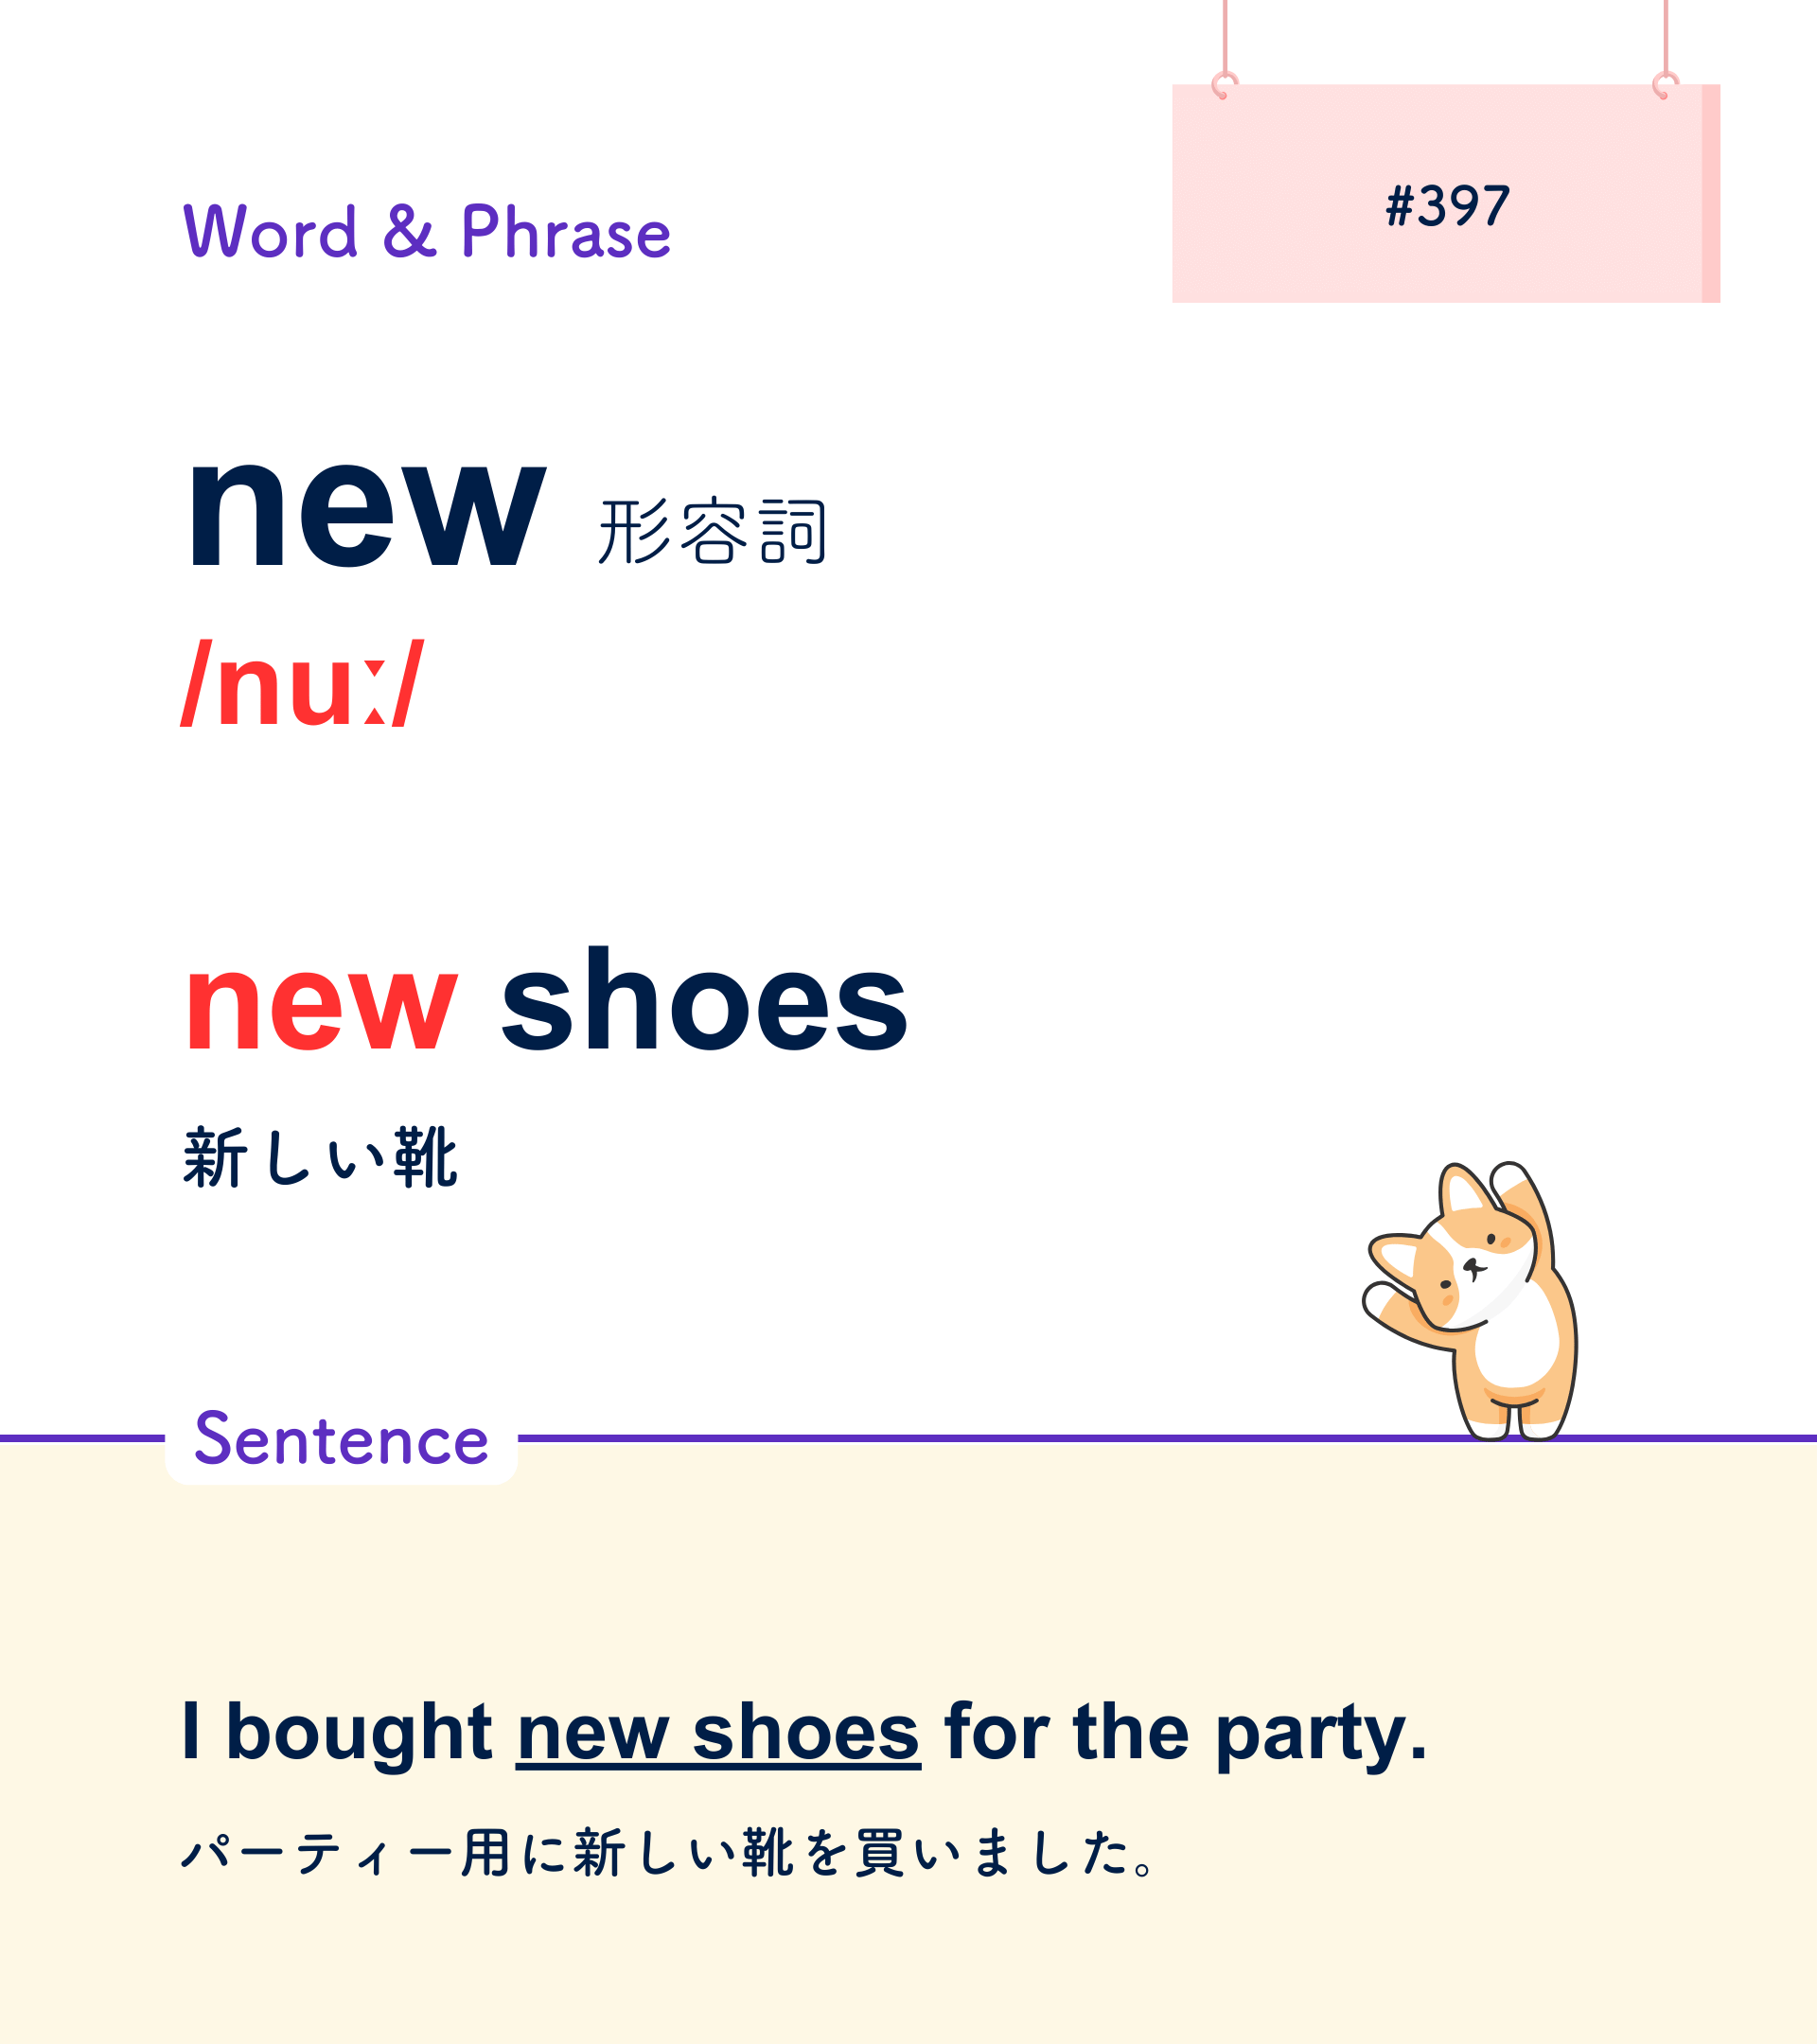 #397
Word & Phrase
new 形容詞
/nuː/
new shoes
新しい靴
Sentence
I bought new shoes for the party.
パーティー用に新しい靴を買いました。